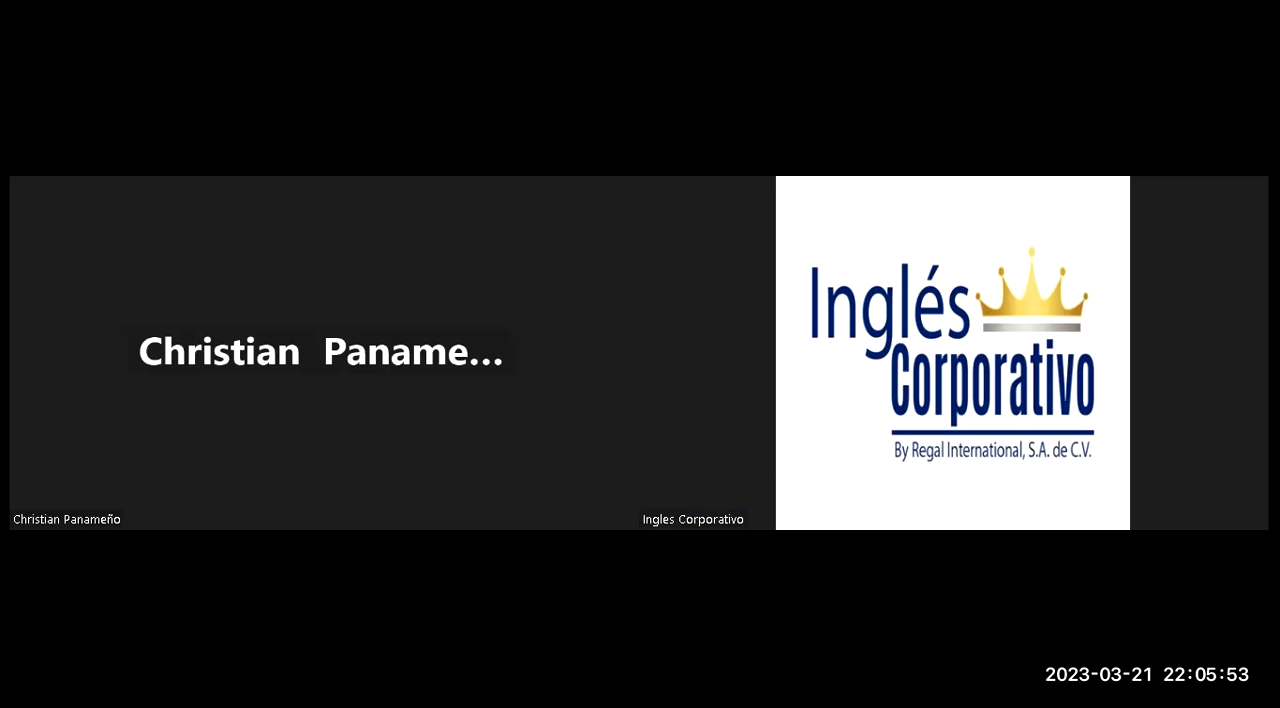 Christian Paname...
Christian Panameño
Ingles Corporativo
Inglés
Corporativo
By Regal International, S.A. de C.V.
2023-03-21 22:05:53